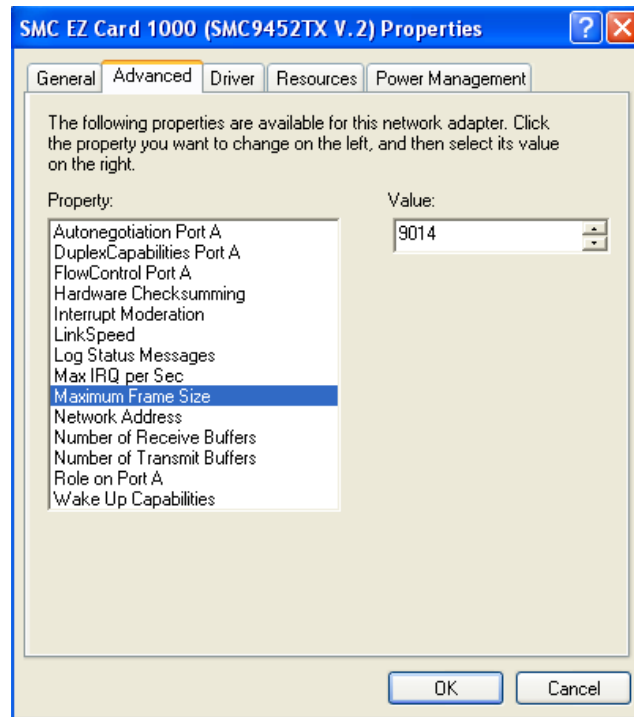 SMC EZ Card 1000 (SMC9452TX V.2) Properties
General Advanced Driver Resources Power Management
The following properties are available for this network adapter. Click
the property you want to change on the left, and then select its value
on the right.
Property:
Value:
Autonegotiation Port A
DuplexCapabilities Port A
FlowControl Port A
Hardware Checksumming
Interrupt Moderation
LinkSpeed
Log Status Messages
Max IRQ per Sec
Maximum Frame Size
Network Address
Number of Receive Buffers
Number of Transmit Buffers
Role on Port A
Wake Up Capabilities
9014
OK
Cancel